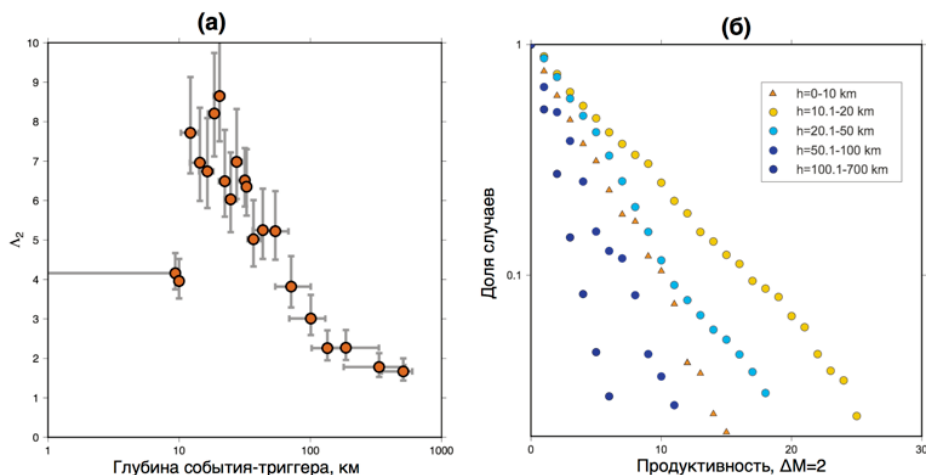 (а)
(б)
10
9
8
7
6
5
4
3
2
1
0
Λ₂
1
10
100
1000
Глубина события-триггера, км
1
0.1
Доля случаев
h=0-10 km
h=10.1-20 km
h=20.1-50 km
h=50.1-100 km
h=100.1-700 km
0
10
20
30
Продуктивность, ΔM=2